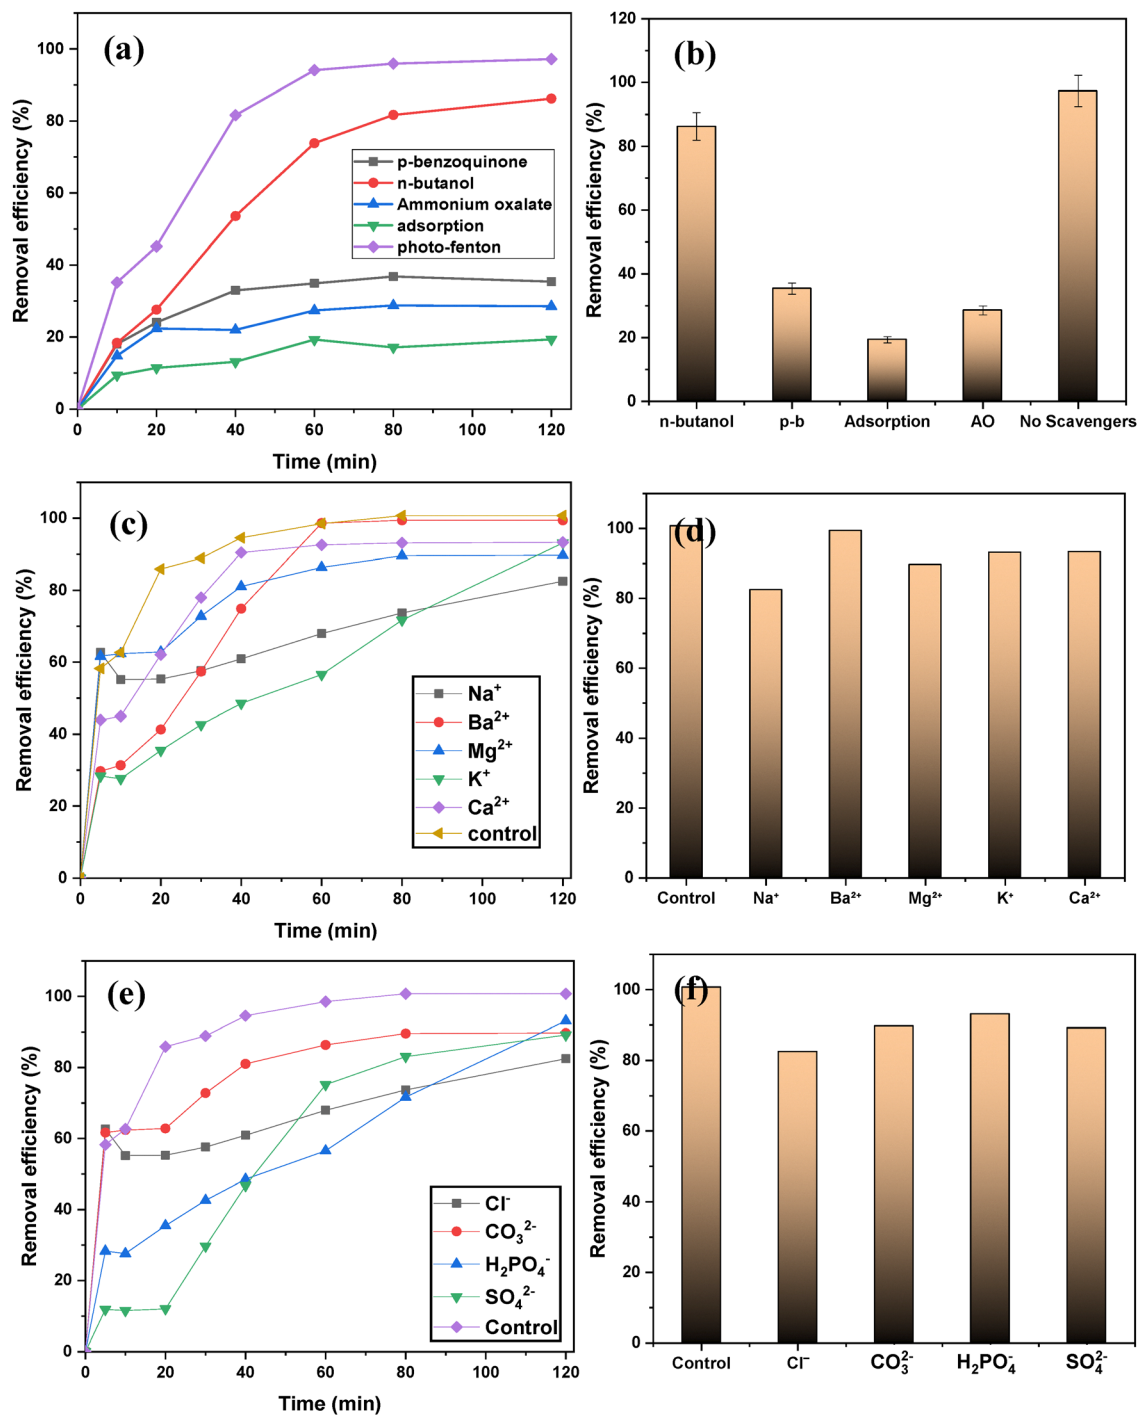 (a)
Removal efficiency (%)
100
80
60
40
20
0
p-benzoquinone
n-butanol
Ammonium oxalate
adsorption
photo-fenton
0 20 40 60 80 100 120
Time (min)
(b)
Removal efficiency (%)
120
100
80
60
40
20
0
n-butanol p-b Adsorption AO No Scavengers
(c)
Removal efficiency (%)
100
80
60
40
20
0
Na⁺
Ba²⁺
Mg²⁺
K⁺
Ca²⁺
control
0 20 40 60 80 100 120
Time (min)
(d)
Removal efficiency (%)
100
80
60
40
20
0
Control Na⁺ Ba²⁺ Mg²⁺ K⁺ Ca²⁺
(e)
Removal efficiency (%)
100
80
60
40
20
0
Cl⁻
CO₃²⁻
H₂PO₄⁻
SO₄²⁻
Control
0 20 40 60 80 100 120
Time (min)
(f)
Removal efficiency (%)
100
80
60
40
20
0
Control Cl⁻ CO₃²⁻ H₂PO₄⁻ SO₄²⁻